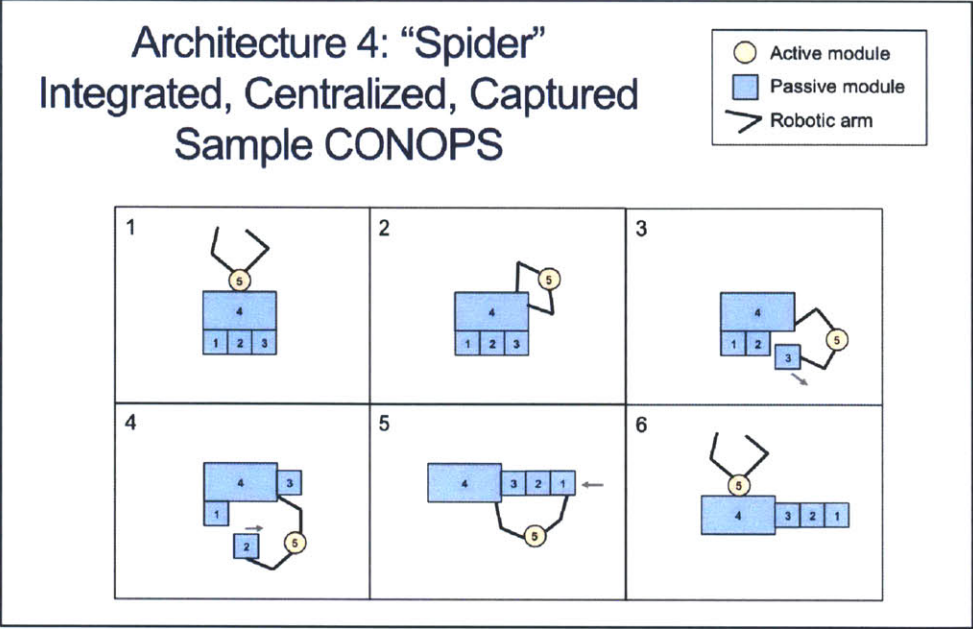 Architecture 4: “Spider”
Integrated, Centralized, Captured
Sample CONOPS
Active module
Passive module
Robotic arm
1
5
4
1 2 3
2
5
4
1 2 3
3
4
5
1 2
3
4
4 3
1
2 5
5
4 3 2 1
5
6
5
4 3 2 1